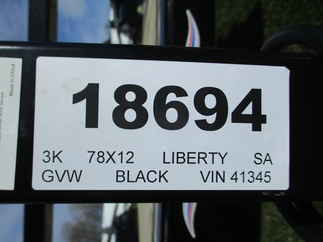 18694
3K 78X12 LIBERTY SA
GVW BLACK VIN 41345